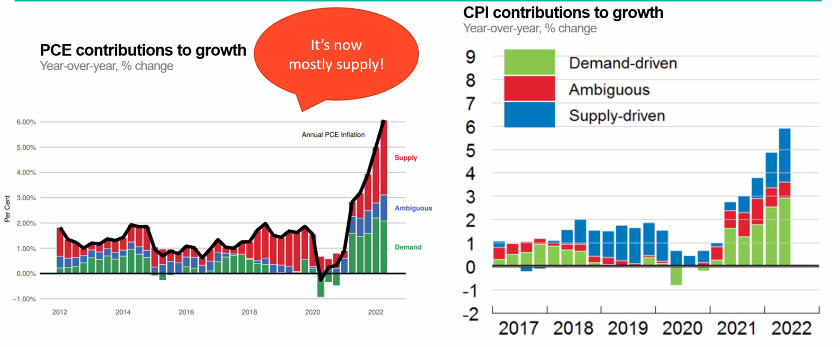 PCE contributions to growth
Year-over-year, % change
It's now
mostly supply!
6.00%
5.00%
4.00%
3.00%
2.00%
1.00%
0.00%
−1.00%
Per Cent
Annual PCE Inflation
Supply
Ambiguous
Demand
2012 2014 2016 2018 2020 2022
CPI contributions to growth
Year-over-year, % change
9
8
7
6
5
4
3
2
1
0
-1
-2
Demand-driven
Ambiguous
Supply-driven
2017 2018 2019 2020 2021 2022